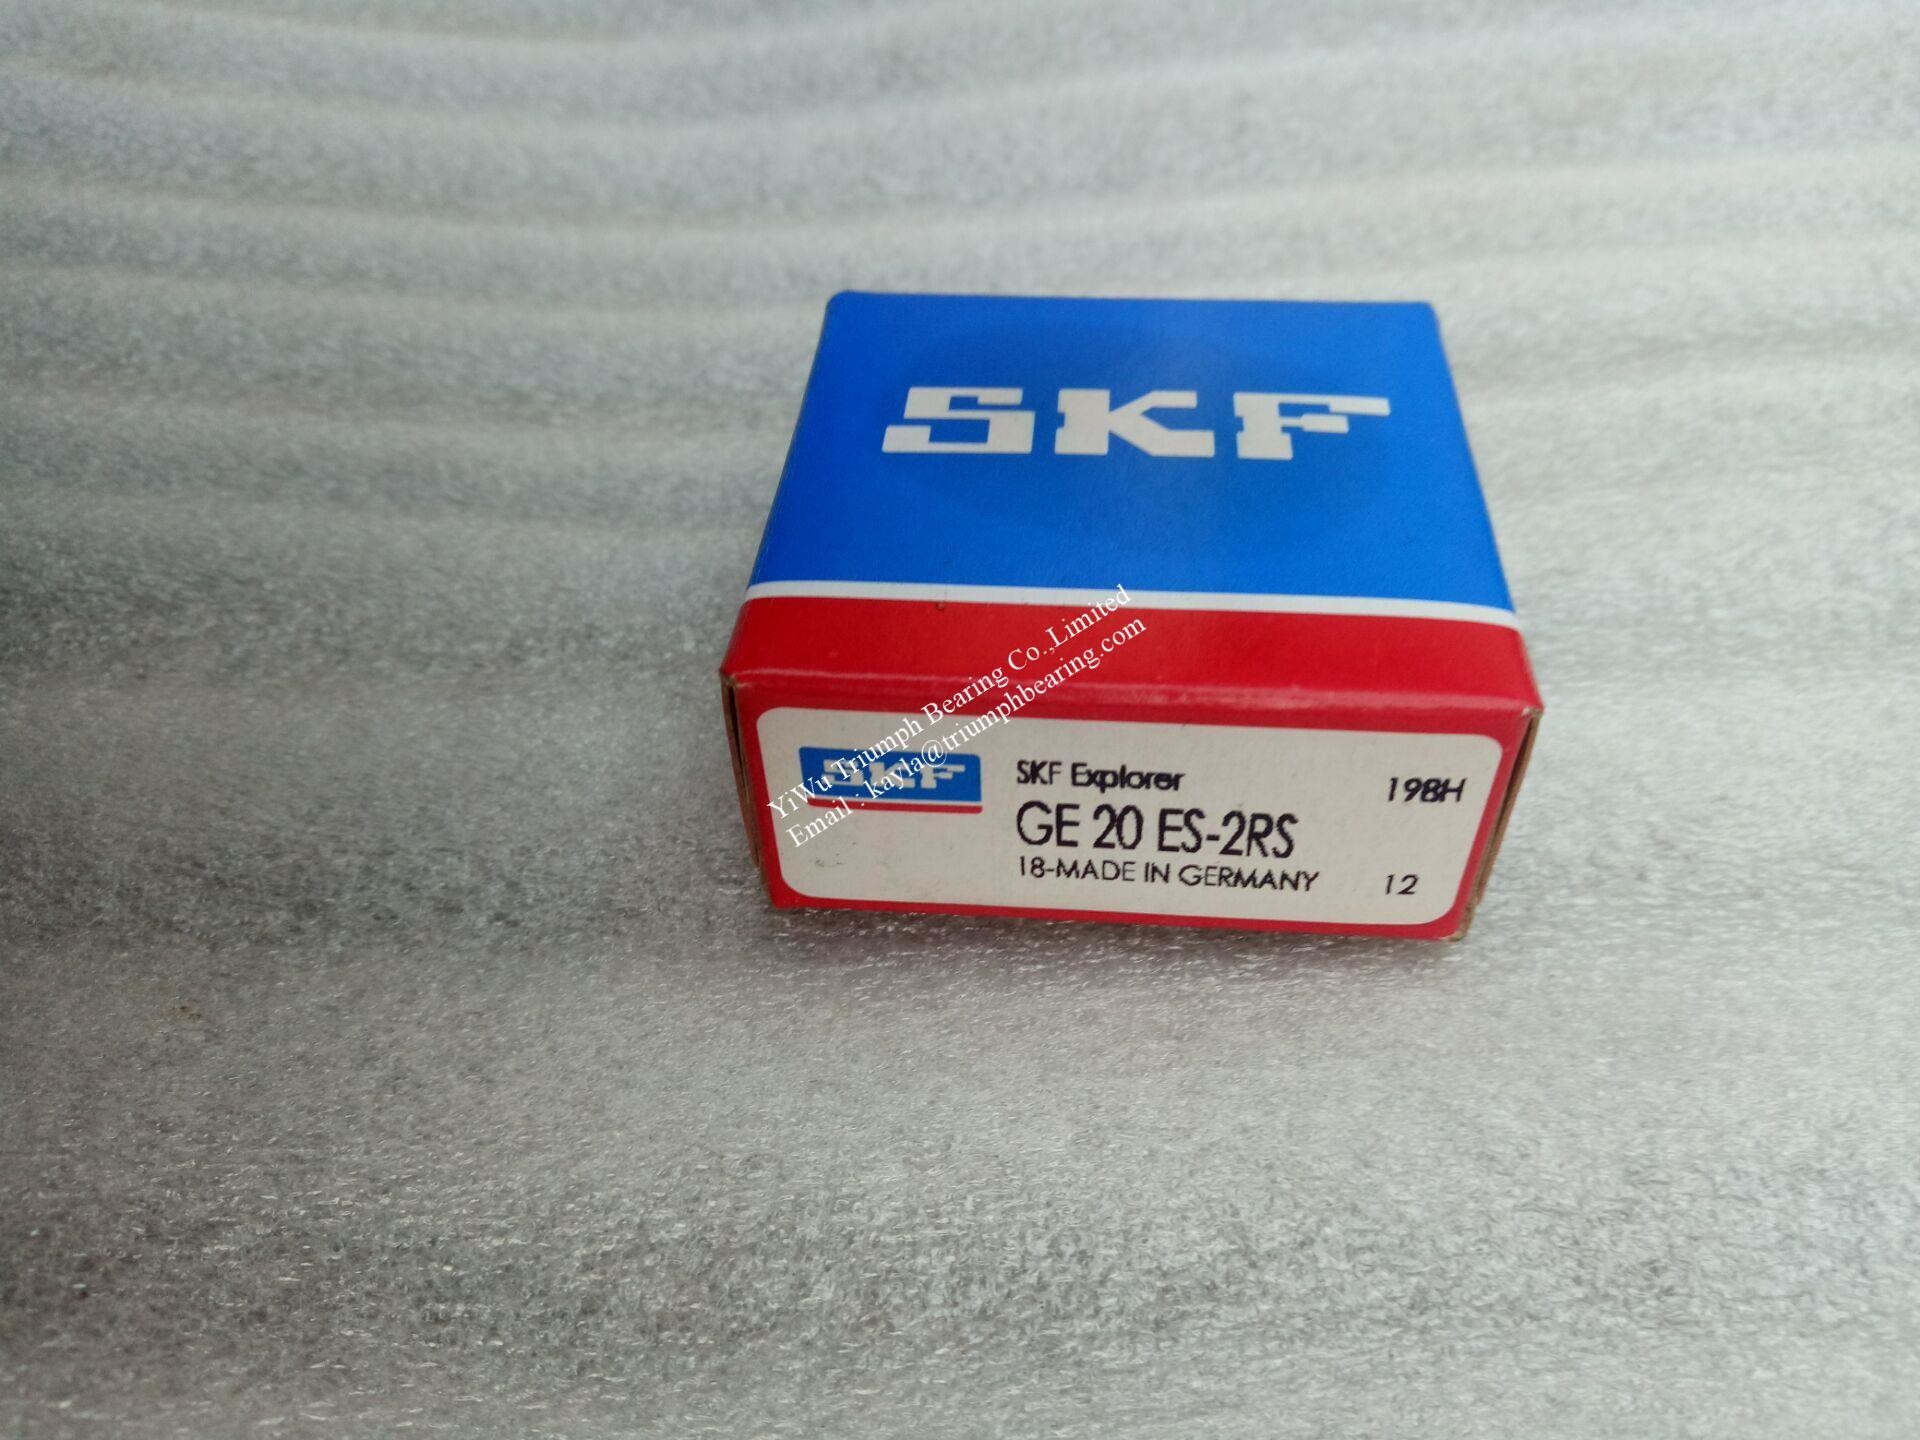 SKF
SKF
SKF Explorer
198H
GE 20 ES-2RS
18-MADE IN GERMANY
12
YiWu Triumph Bearing Co.,Limited
Email : kayla@triumphbearing.com